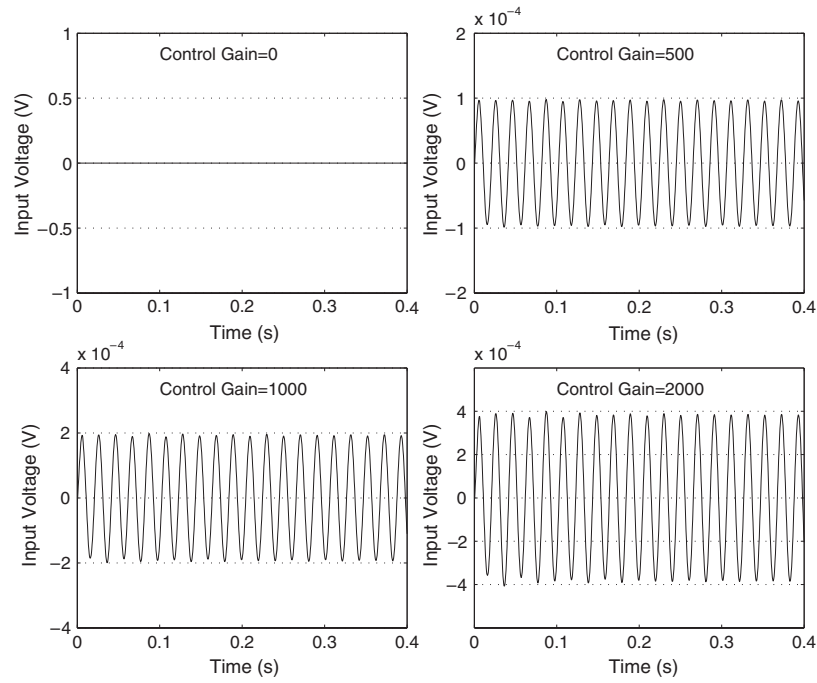 1
0.5
0
−0.5
−1
Input Voltage (V)
Control Gain=0
0 0.1 0.2 0.3 0.4
Time (s)
x 10−4
2
1
0
−1
−2
Input Voltage (V)
Control Gain=500
0 0.1 0.2 0.3 0.4
Time (s)
x 10−4
4
2
0
−2
−4
Input Voltage (V)
Control Gain=1000
0 0.1 0.2 0.3 0.4
Time (s)
x 10−4
4
2
0
−2
−4
Input Voltage (V)
Control Gain=2000
0 0.1 0.2 0.3 0.4
Time (s)